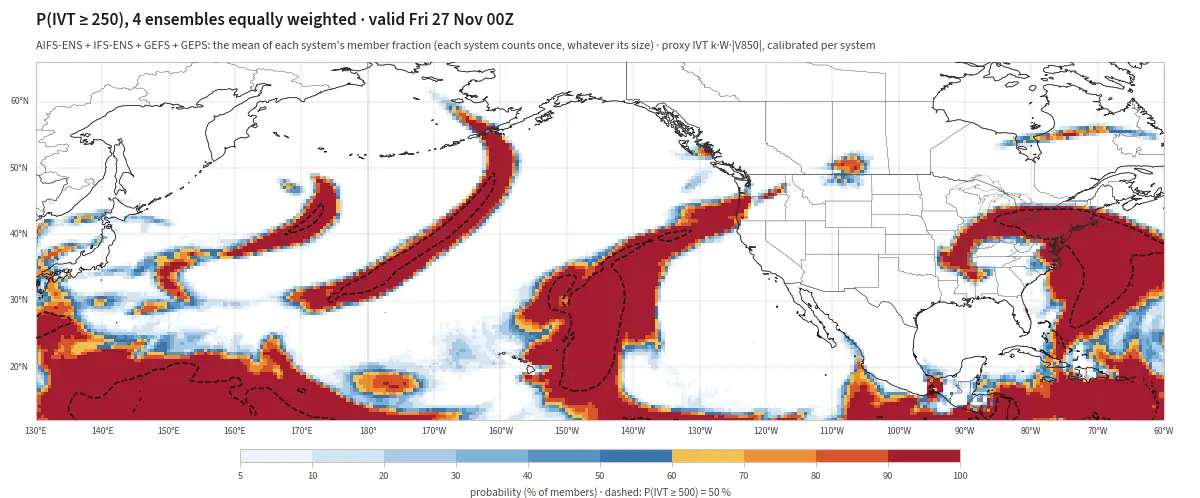 P(IVT ≥ 250), 4 ensembles equally weighted · valid Fri 27 Nov 00Z
AIFS-ENS + IFS-ENS + GEFS + GEPS: the mean of each system's member fraction (each system counts once, whatever its size) · proxy IVT k·W·|V850|, calibrated per system
60°N
50°N
40°N
30°N
20°N
130°E 140°E 150°E 160°E 170°E 180° 170°W 160°W 150°W 140°W 130°W 120°W 110°W 100°W 90°W 80°W 70°W 60°W
5 10 20 30 40 50 60 70 80 90 100
probability (% of members) · dashed: P(IVT ≥ 500) = 50 %